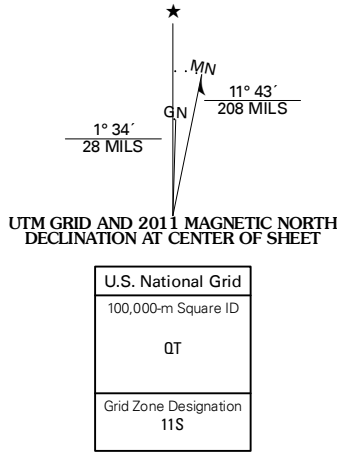 ★
MN
11° 43´
208 MILS
GN
1° 34´
28 MILS
UTM GRID AND 2011 MAGNETIC NORTH
DECLINATION AT CENTER OF SHEET
U.S. National Grid
100,000-m Square ID
QT
Grid Zone Designation
11S